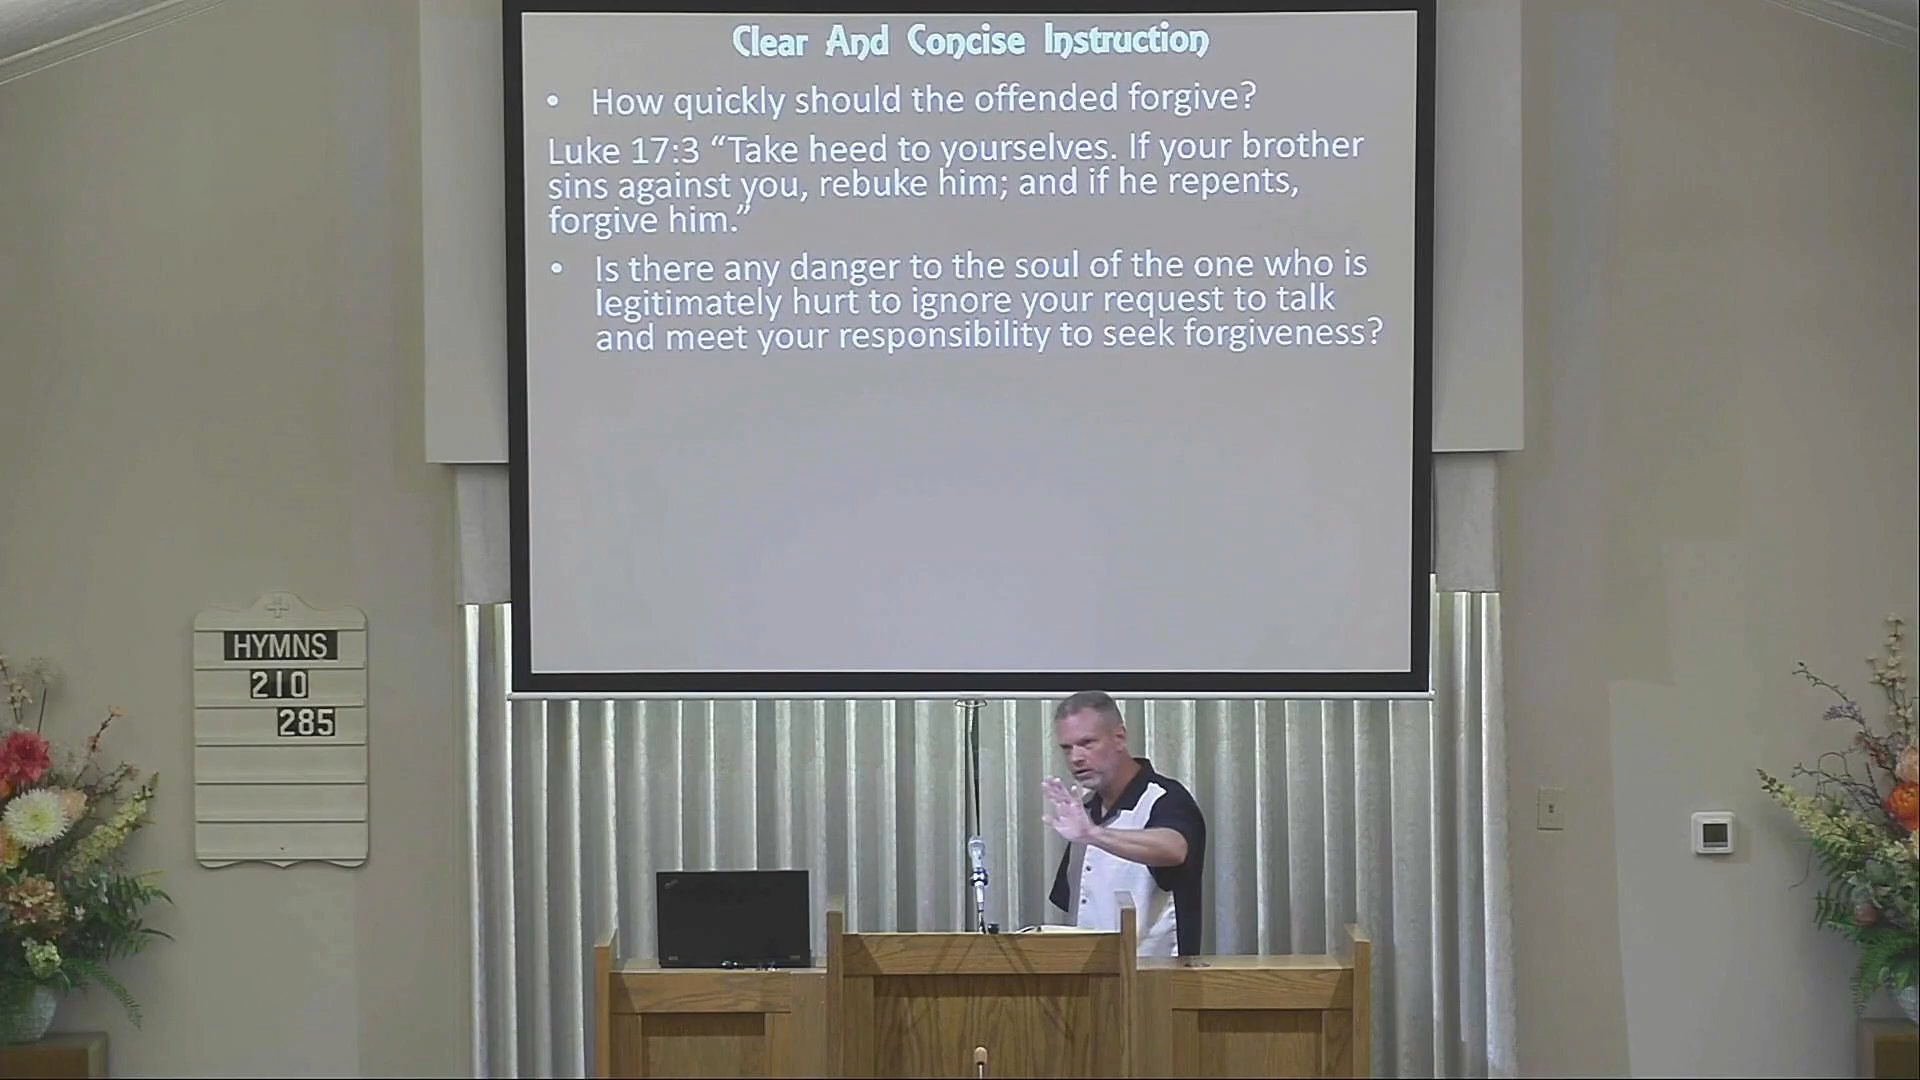 Clear And Concise Instruction
• How quickly should the offended forgive?
Luke 17:3 “Take heed to yourselves. If your brother
sins against you, rebuke him; and if he repents,
forgive him.”
• Is there any danger to the soul of the one who is
legitimately hurt to ignore your request to talk
and meet your responsibility to seek forgiveness?
HYMNS
210
285